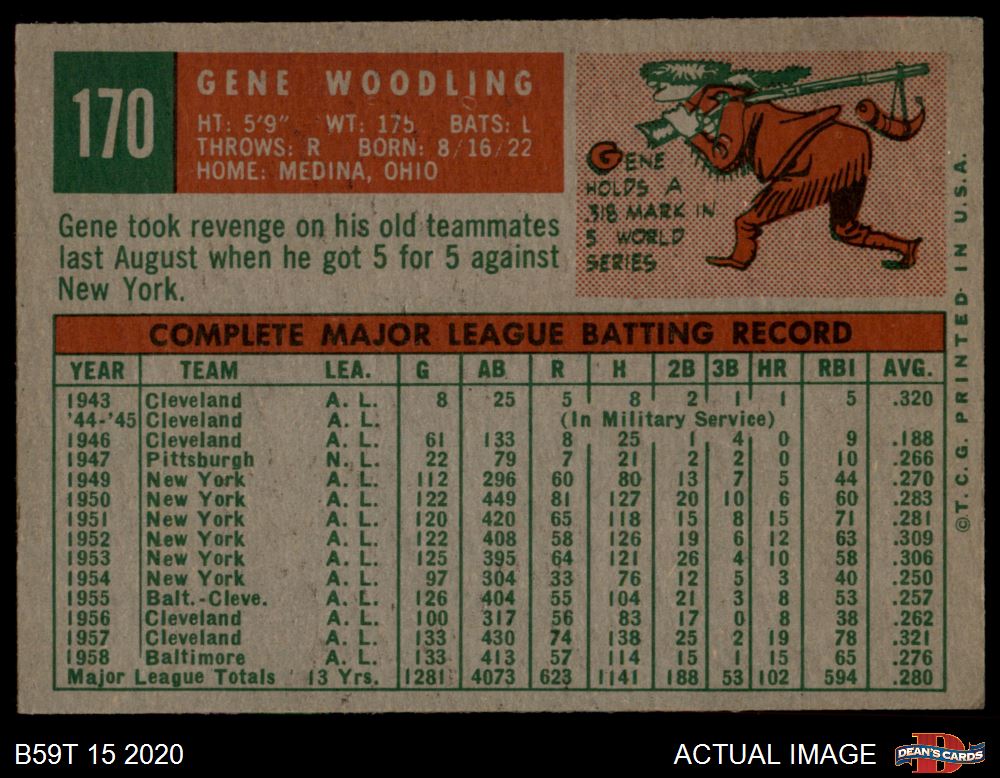 170
GENE WOODLING
HT: 5'9" WT: 175 BATS: L
THROWS: R BORN: 8/16/22
HOME: MEDINA, OHIO
GENE
HOLDS A
.318 MARK IN
5 WORLD
SERIES
Gene took revenge on his old teammates
last August when he got 5 for 5 against
New York.
COMPLETE MAJOR LEAGUE BATTING RECORD
YEAR TEAM LEA. G AB R H 2B 3B HR RBI AVG.
1943 Cleveland A. L. 8 25 5 8 2 1 1 5 .320
'44-'45 Cleveland A. L. (In Military Service)
1946 Cleveland A. L. 61 133 8 25 1 4 0 9 .188
1947 Pittsburgh N. L. 22 79 7 21 2 2 0 10 .266
1949 New York A. L. 112 296 60 80 13 7 5 44 .270
1950 New York A. L. 122 449 81 127 20 10 6 60 .283
1951 New York A. L. 120 420 65 118 15 8 15 71 .281
1952 New York A. L. 122 408 58 126 19 6 12 63 .309
1953 New York A. L. 125 395 64 121 26 4 10 58 .306
1954 New York A. L. 97 304 33 76 12 5 3 40 .250
1955 Balt.-Cleve. A. L. 126 404 55 104 21 3 8 53 .257
1956 Cleveland A. L. 100 317 56 83 17 0 8 38 .262
1957 Cleveland A. L. 133 430 74 138 25 2 19 78 .321
1958 Baltimore A. L. 133 413 57 114 15 1 15 65 .276
Major League Totals 13 Yrs. 1281 4073 623 1141 188 53 102 594 .280
©T.C.G. PRINTED IN U.S.A.
B59T 15 2020
ACTUAL IMAGE
DEAN'S CARDS